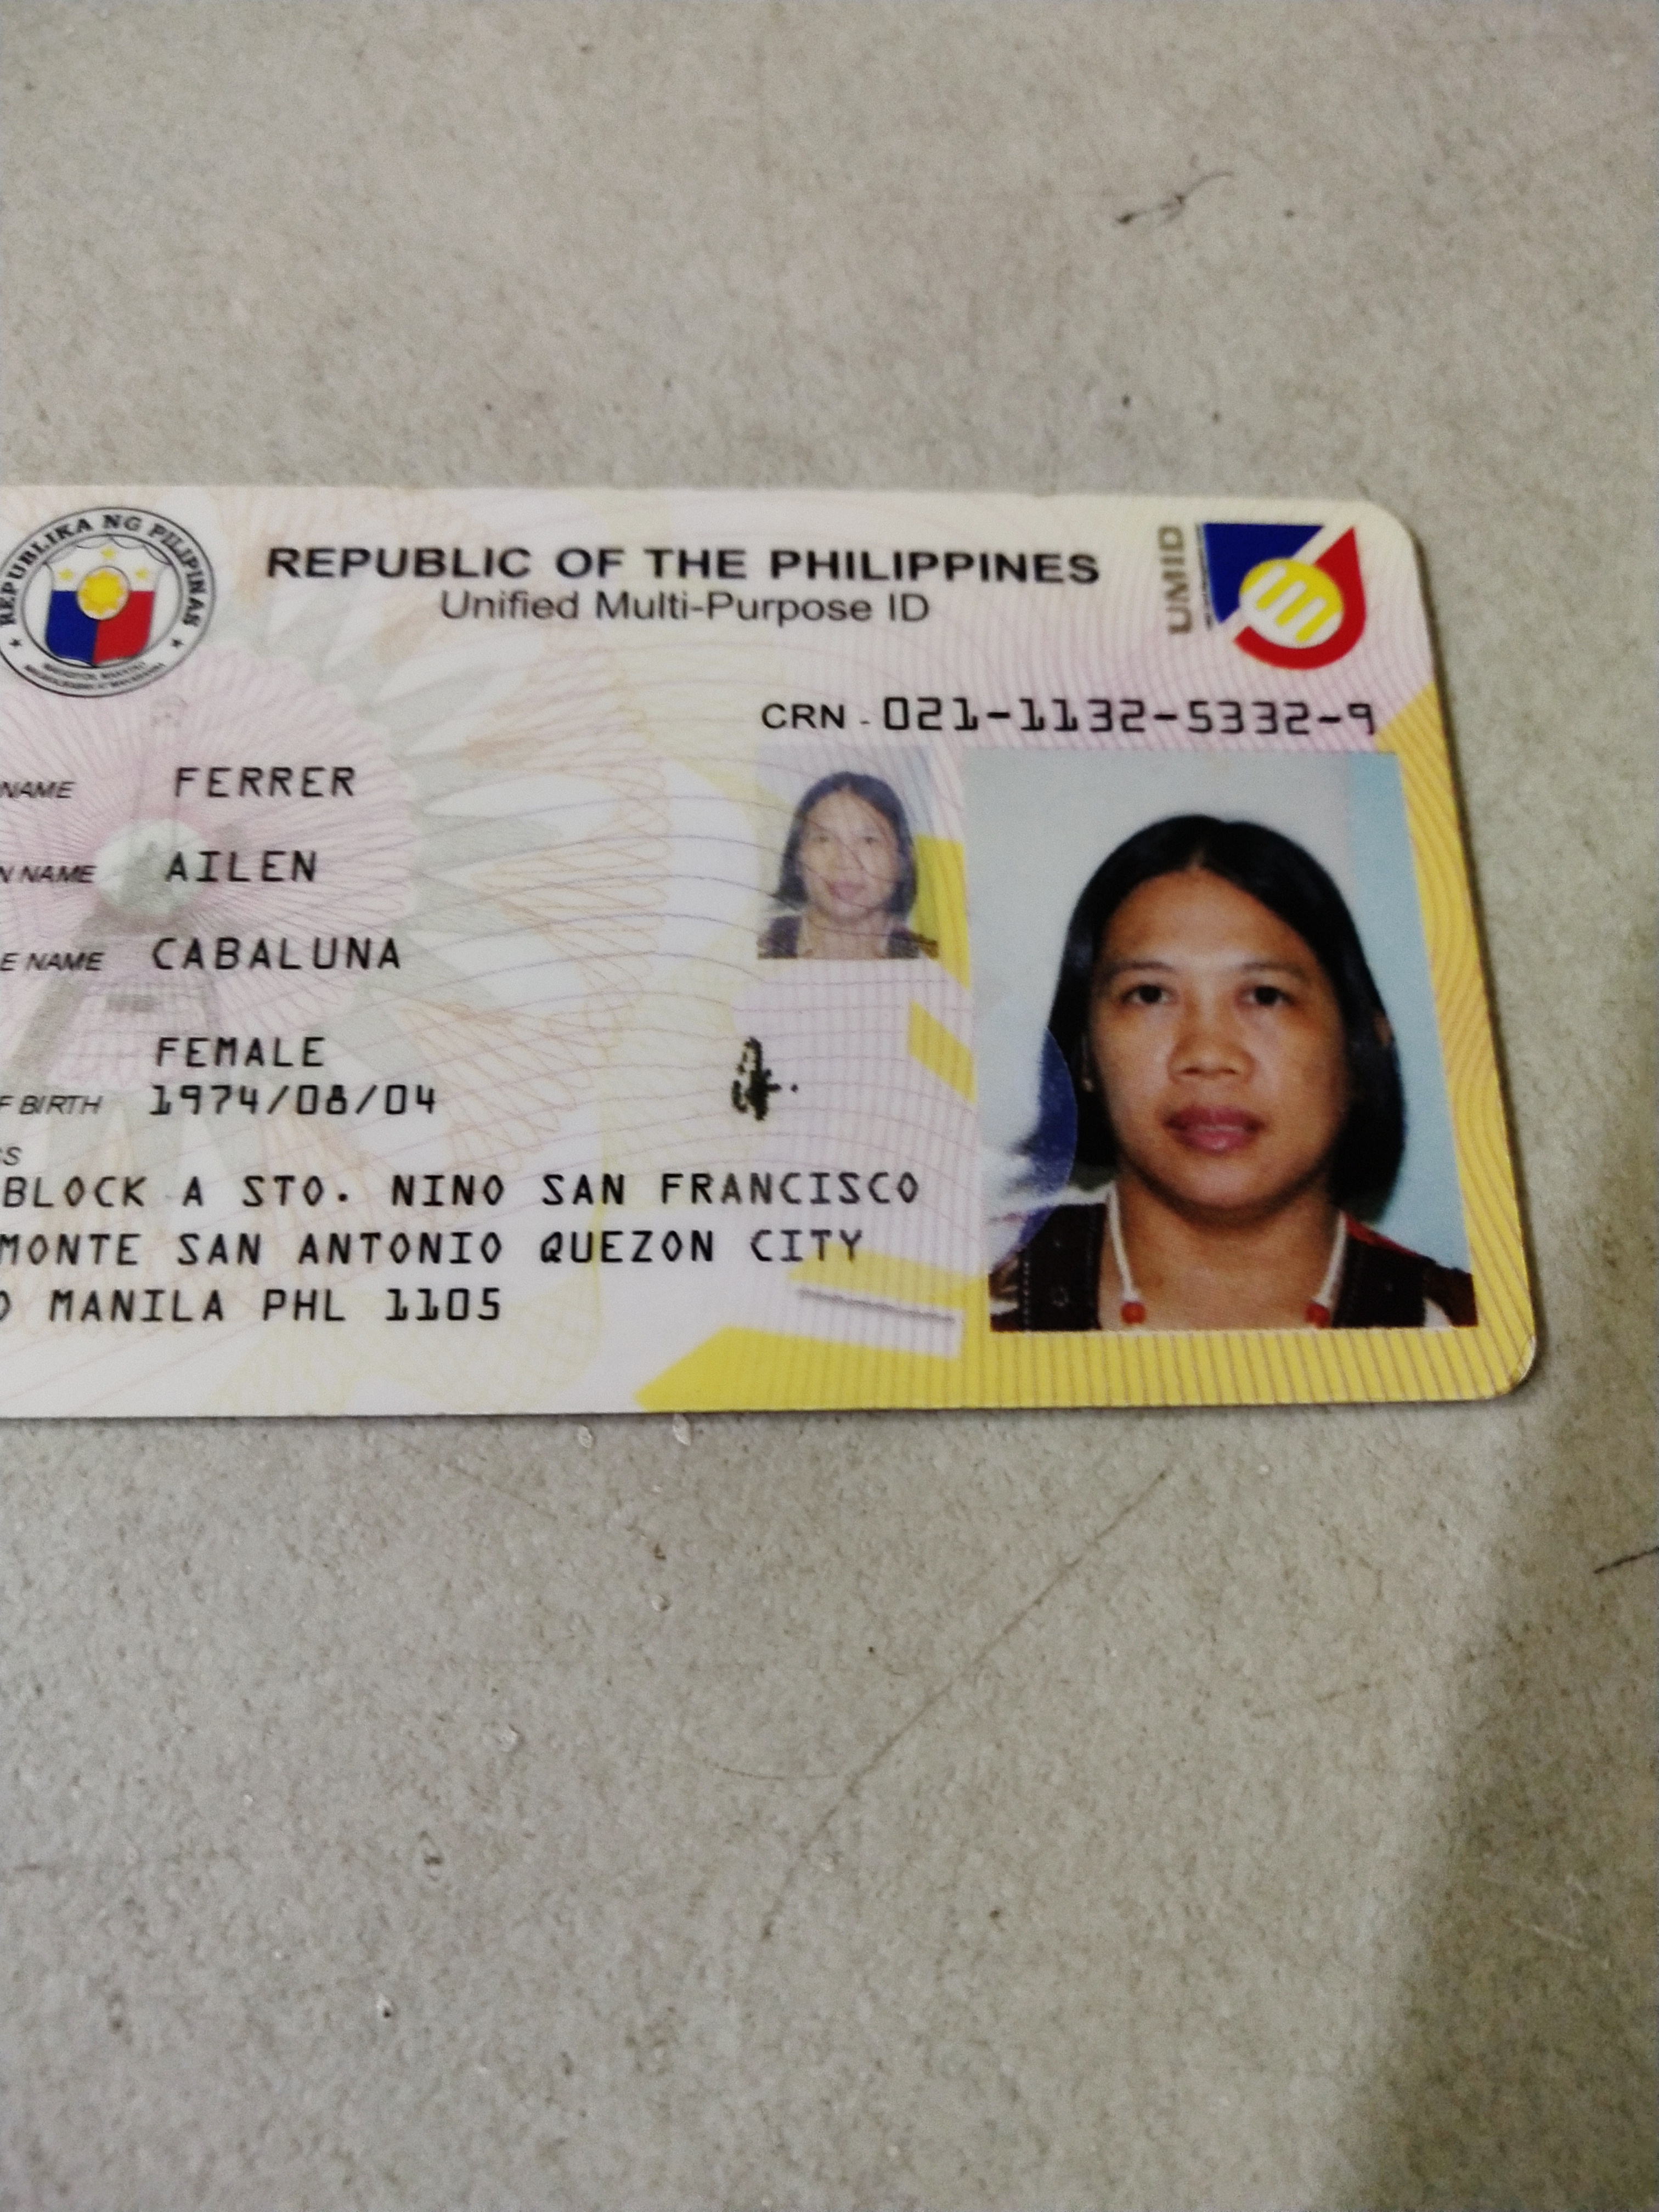 REPUBLIKA NG PILIPINAS
REPUBLIC OF THE PHILIPPINES
Unified Multi-Purpose ID
UMID
CRN - 021-1132-5332-9
NAME FERRER
N NAME AILEN
E NAME CABALUNA
FEMALE
F BIRTH 1974/08/04
SS
BLOCK A STO. NINO SAN FRANCISCO
MONTE SAN ANTONIO QUEZON CITY
O MANILA PHL 1105